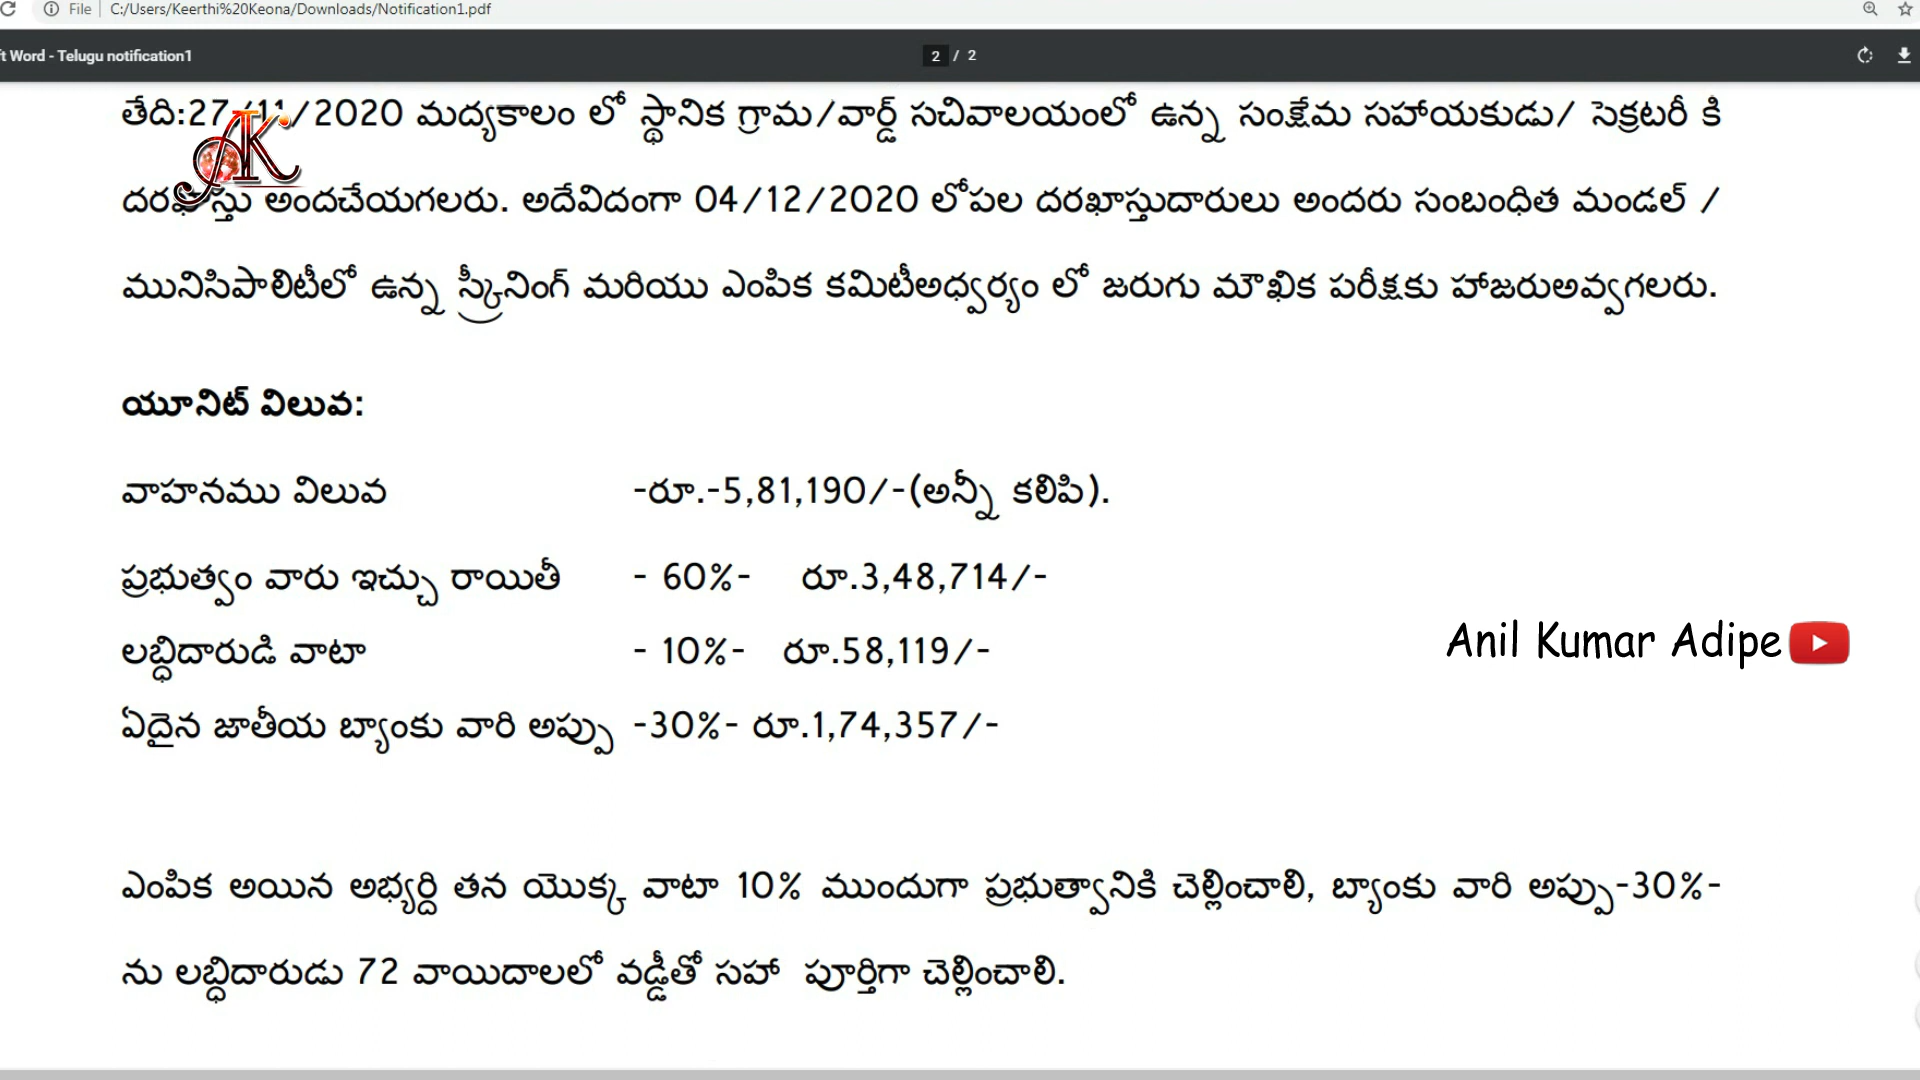 File C:/Users/Keerthi%20Keona/Downloads/Notification1.pdf
ft Word - Telugu notification1 2 / 2
తేది:27/11/2020 మద్యకాలం లో స్థానిక గ్రామ/వార్డ్ సచివాలయంలో ఉన్న సంక్షేమ సహాయకుడు/ సెక్రటరీ కి
దరఖాస్తు అందచేయగలరు. అదేవిదంగా 04/12/2020 లోపల దరఖాస్తుదారులు అందరు సంబంధిత మండల్ /
మునిసిపాలిటీలో ఉన్న స్క్రీనింగ్ మరియు ఎంపిక కమిటీఅధ్వర్యం లో జరుగు మౌఖిక పరీక్షకు హాజరుఅవ్వగలరు.
AK
యూనిట్ విలువ:
వాహనము విలువ -రూ.-5,81,190/-(అన్నీ కలిపి).
ప్రభుత్వం వారు ఇచ్చు రాయితీ - 60%- రూ.3,48,714/-
లబ్ధిదారుడి వాటా - 10%- రూ.58,119/-
ఏదైన జాతీయ బ్యాంకు వారి అప్పు -30%- రూ.1,74,357/-
Anil Kumar Adipe
ఎంపిక అయిన అభ్యర్ది తన యొక్క వాటా 10% ముందుగా ప్రభుత్వానికి చెల్లించాలి, బ్యాంకు వారి అప్పు-30%-
ను లబ్ధిదారుడు 72 వాయిదాలలో వడ్డీతో సహా పూర్తిగా చెల్లించాలి.